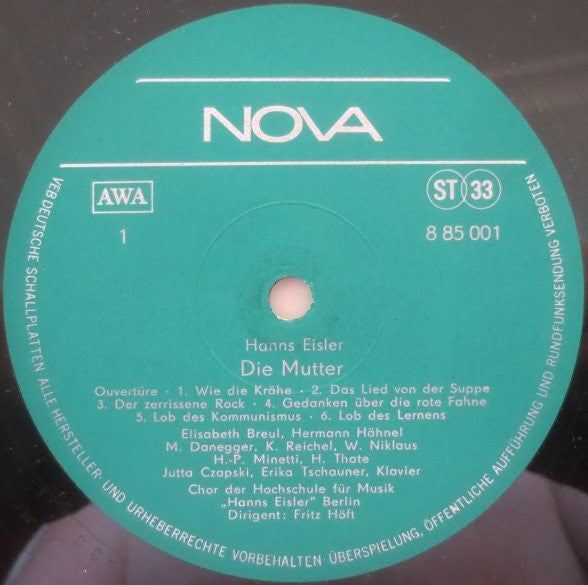 NOVA
AWA
ST 33
1
8 85 001
Hanns Eisler
Die Mutter
Ouvertüre · 1. Wie die Krähe · 2. Das Lied von der Suppe
3. Der zerrissene Rock · 4. Gedanken über die rote Fahne
5. Lob des Kommunismus · 6. Lob des Lernens
Elisabeth Breul, Hermann Hähnel
M. Danegger, K. Reichel, W. Niklaus
H.-P. Minetti, H. Thate
Jutta Czapski, Erika Tschauner, Klavier
Chor der Hochschule für Musik
„Hanns Eisler" Berlin
Dirigent: Fritz Höft
VEB DEUTSCHE SCHALLPLATTEN ALLE HERSTELLER- UND URHEBERRECHTE VORBEHALTEN · ÜBERSPIELUNG, ÖFFENTLICHE AUFFÜHRUNG UND RUNDFUNKSENDUNG VERBOTEN